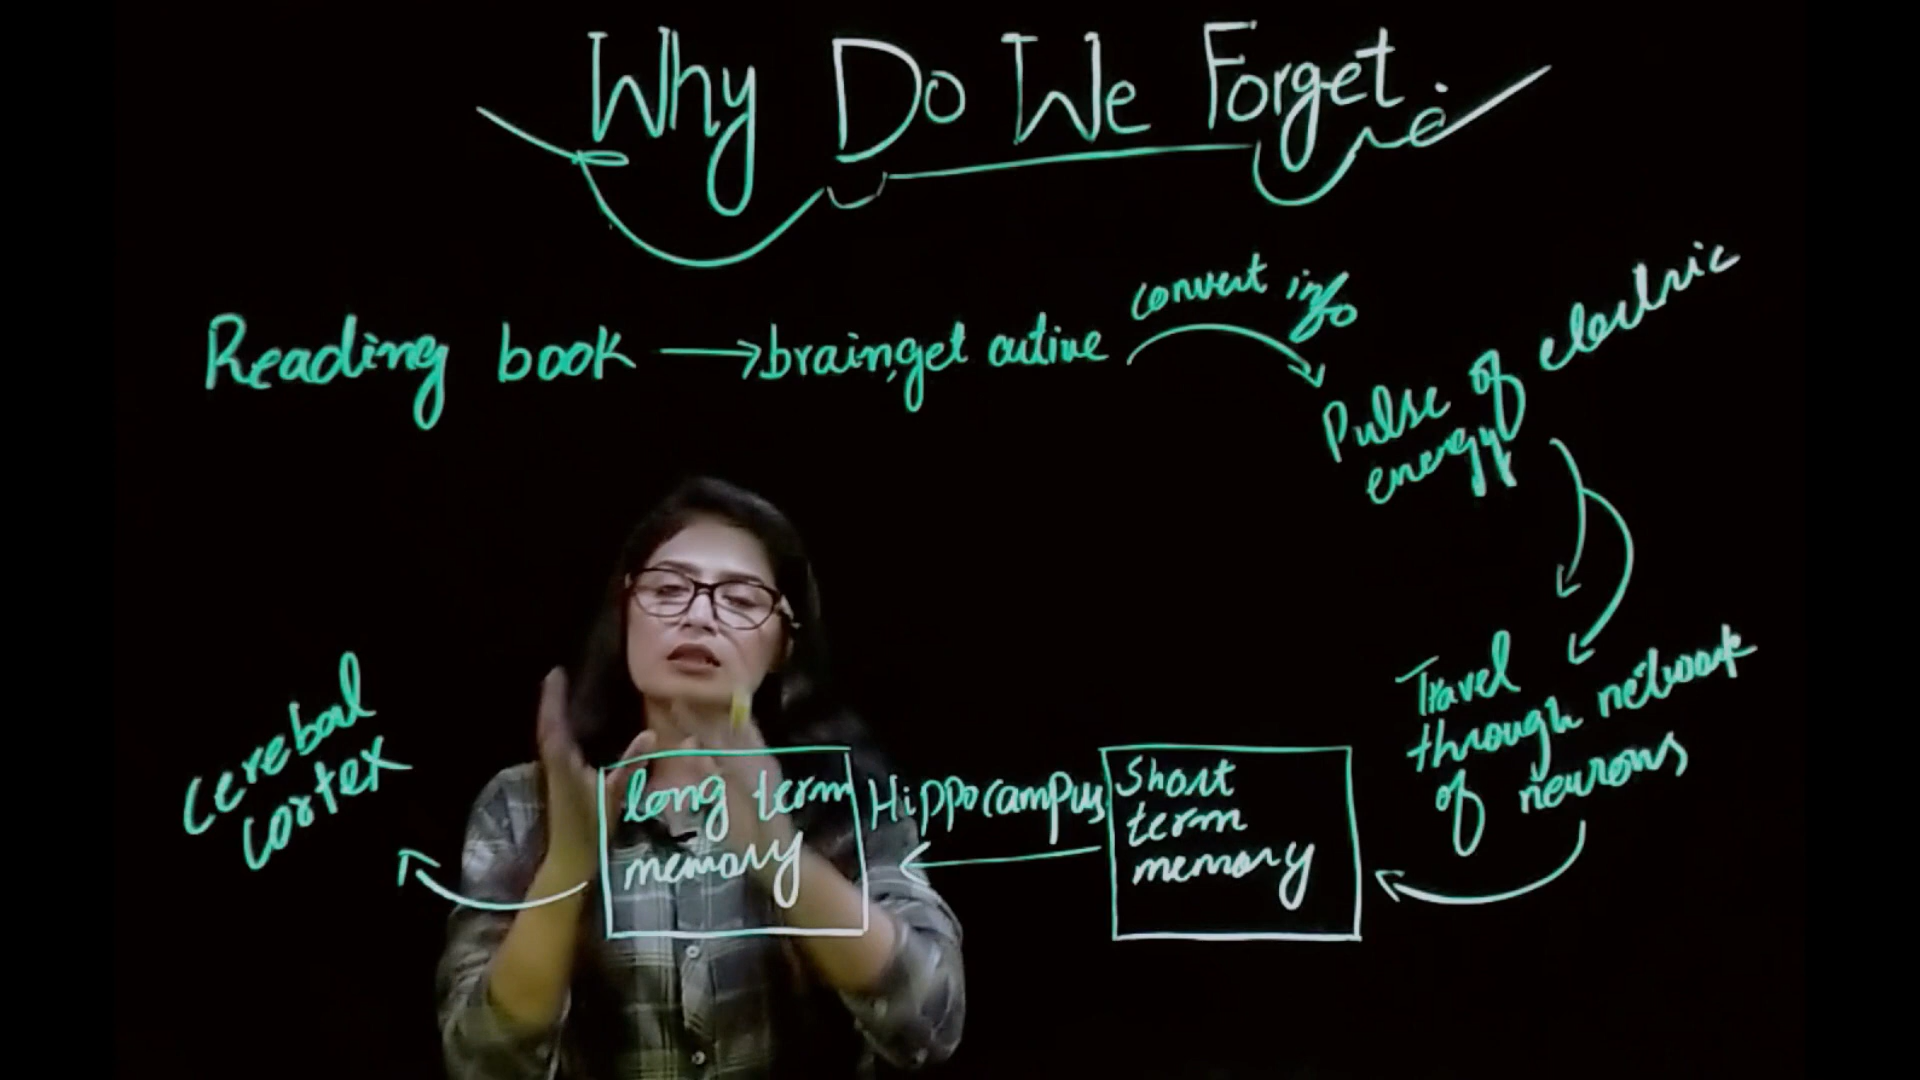 Why Do We Forget.
Reading book → brain get active
convert info
Pulse of electric
energy
Travel
through network
of neurons
Short
term
memory
Hippocampus
long term
memory
Cerebal
cortex